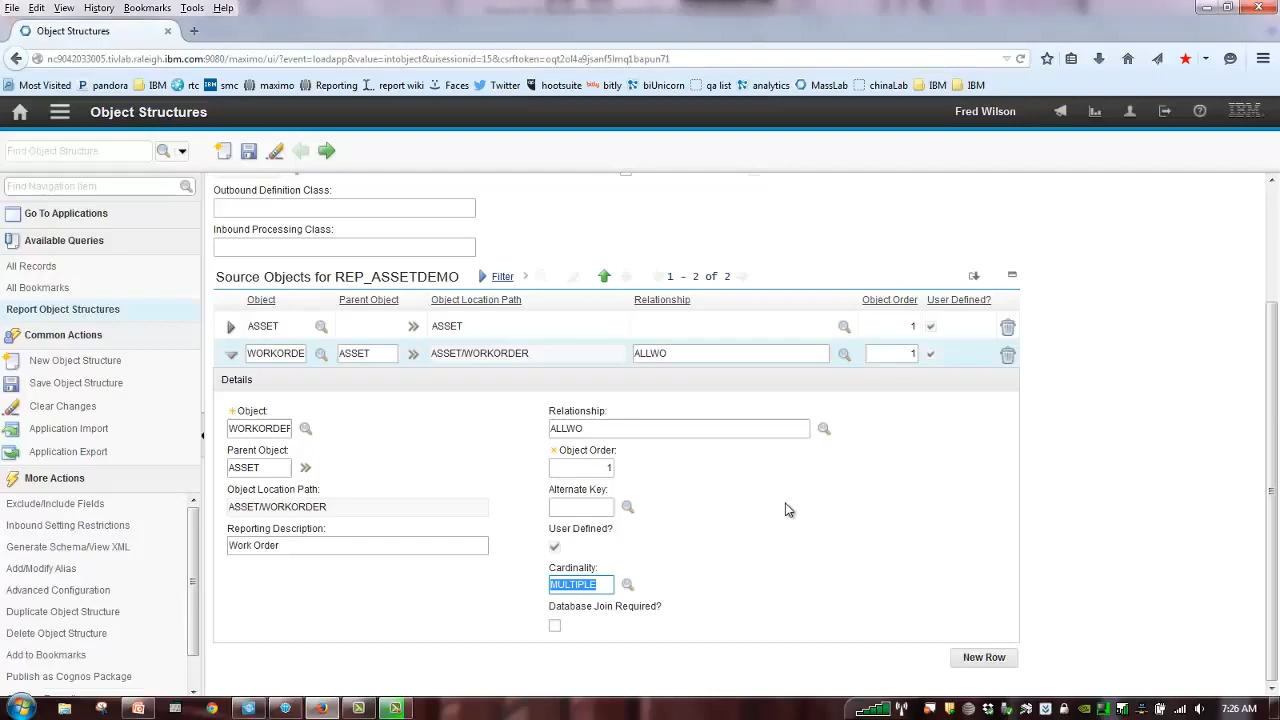 File Edit View History Bookmarks Tools Help
Object Structures
nc9042033005.tivlab.raleigh.ibm.com:9080/maximo/ui/?event=loadapp&value=intobject&uisessionid=15&csrftoken=oqt2ol4a9jsanf5lmq1bapun71
Most Visited pandora IBM rtc smc maximo Reporting report wiki Faces Twitter hootsuite bitly biUnicorn qa list analytics MassLab chinaLab IBM IBM
Object Structures Fred Wilson IBM
Find Object Structure
Find Navigation Item
Go To Applications
Available Queries
All Records
All Bookmarks
Report Object Structures
Common Actions
New Object Structure
Save Object Structure
Clear Changes
Application Import
Application Export
More Actions
Exclude/Include Fields
Inbound Setting Restrictions
Generate Schema/View XML
Add/Modify Alias
Advanced Configuration
Duplicate Object Structure
Delete Object Structure
Add to Bookmarks
Publish as Cognos Package
Outbound Definition Class:
Inbound Processing Class:
Source Objects for REP_ASSETDEMO Filter 1 - 2 of 2
Object Parent Object Object Location Path Relationship Object Order User Defined?
ASSET ASSET 1
WORKORDE ASSET ASSET/WORKORDER ALLWO 1
Details
Object:
WORKORDER
Parent Object:
ASSET
Object Location Path:
ASSET/WORKORDER
Reporting Description:
Work Order
Relationship:
ALLWO
Object Order:
1
Alternate Key:
User Defined?
Cardinality:
MULTIPLE
Database Join Required?
New Row
7:26 AM